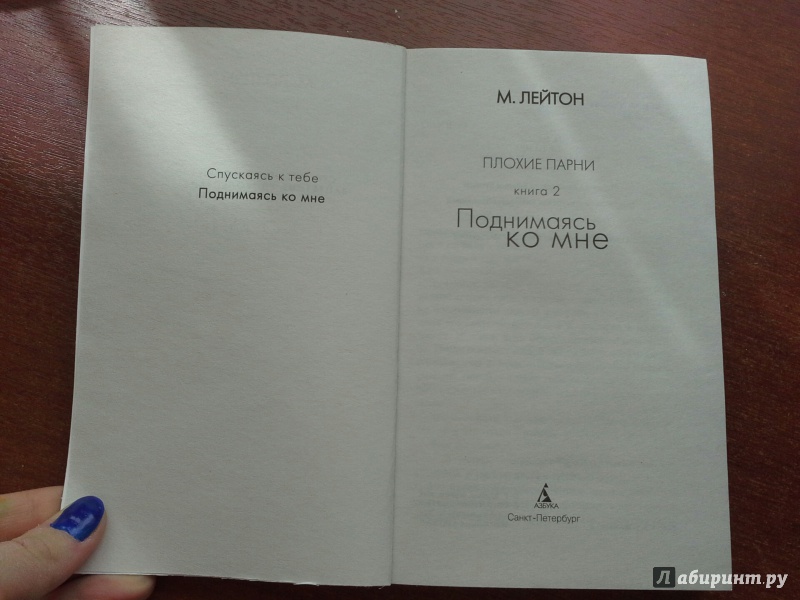 Спускаясь к тебе
Поднимаясь ко мне
М. ЛЕЙТОН
ПЛОХИЕ ПАРНИ
книга 2
Поднимаясь
ко мне
АЗБУКА
Санкт-Петербург
Лабиринт.ру